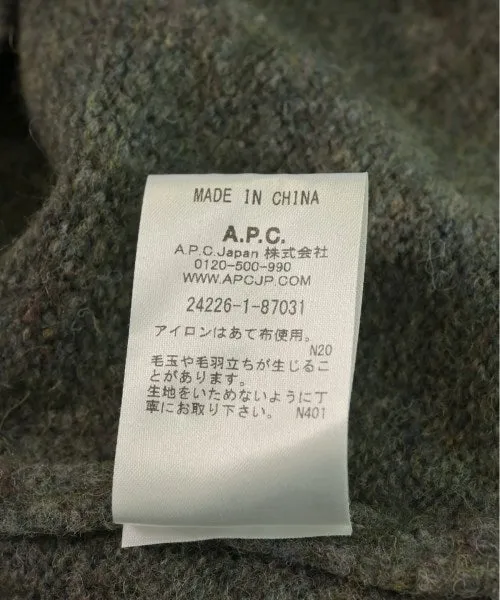 MADE IN CHINA
A.P.C.
A.P.C.Japan 株式会社
0120-500-990
WWW.APCJP.COM
24226-1-87031
アイロンはあて布使用。
N20
毛玉や毛羽立ちが生じるこ
とがあります。
生地をいためないように丁
寧にお取り下さい。 N401